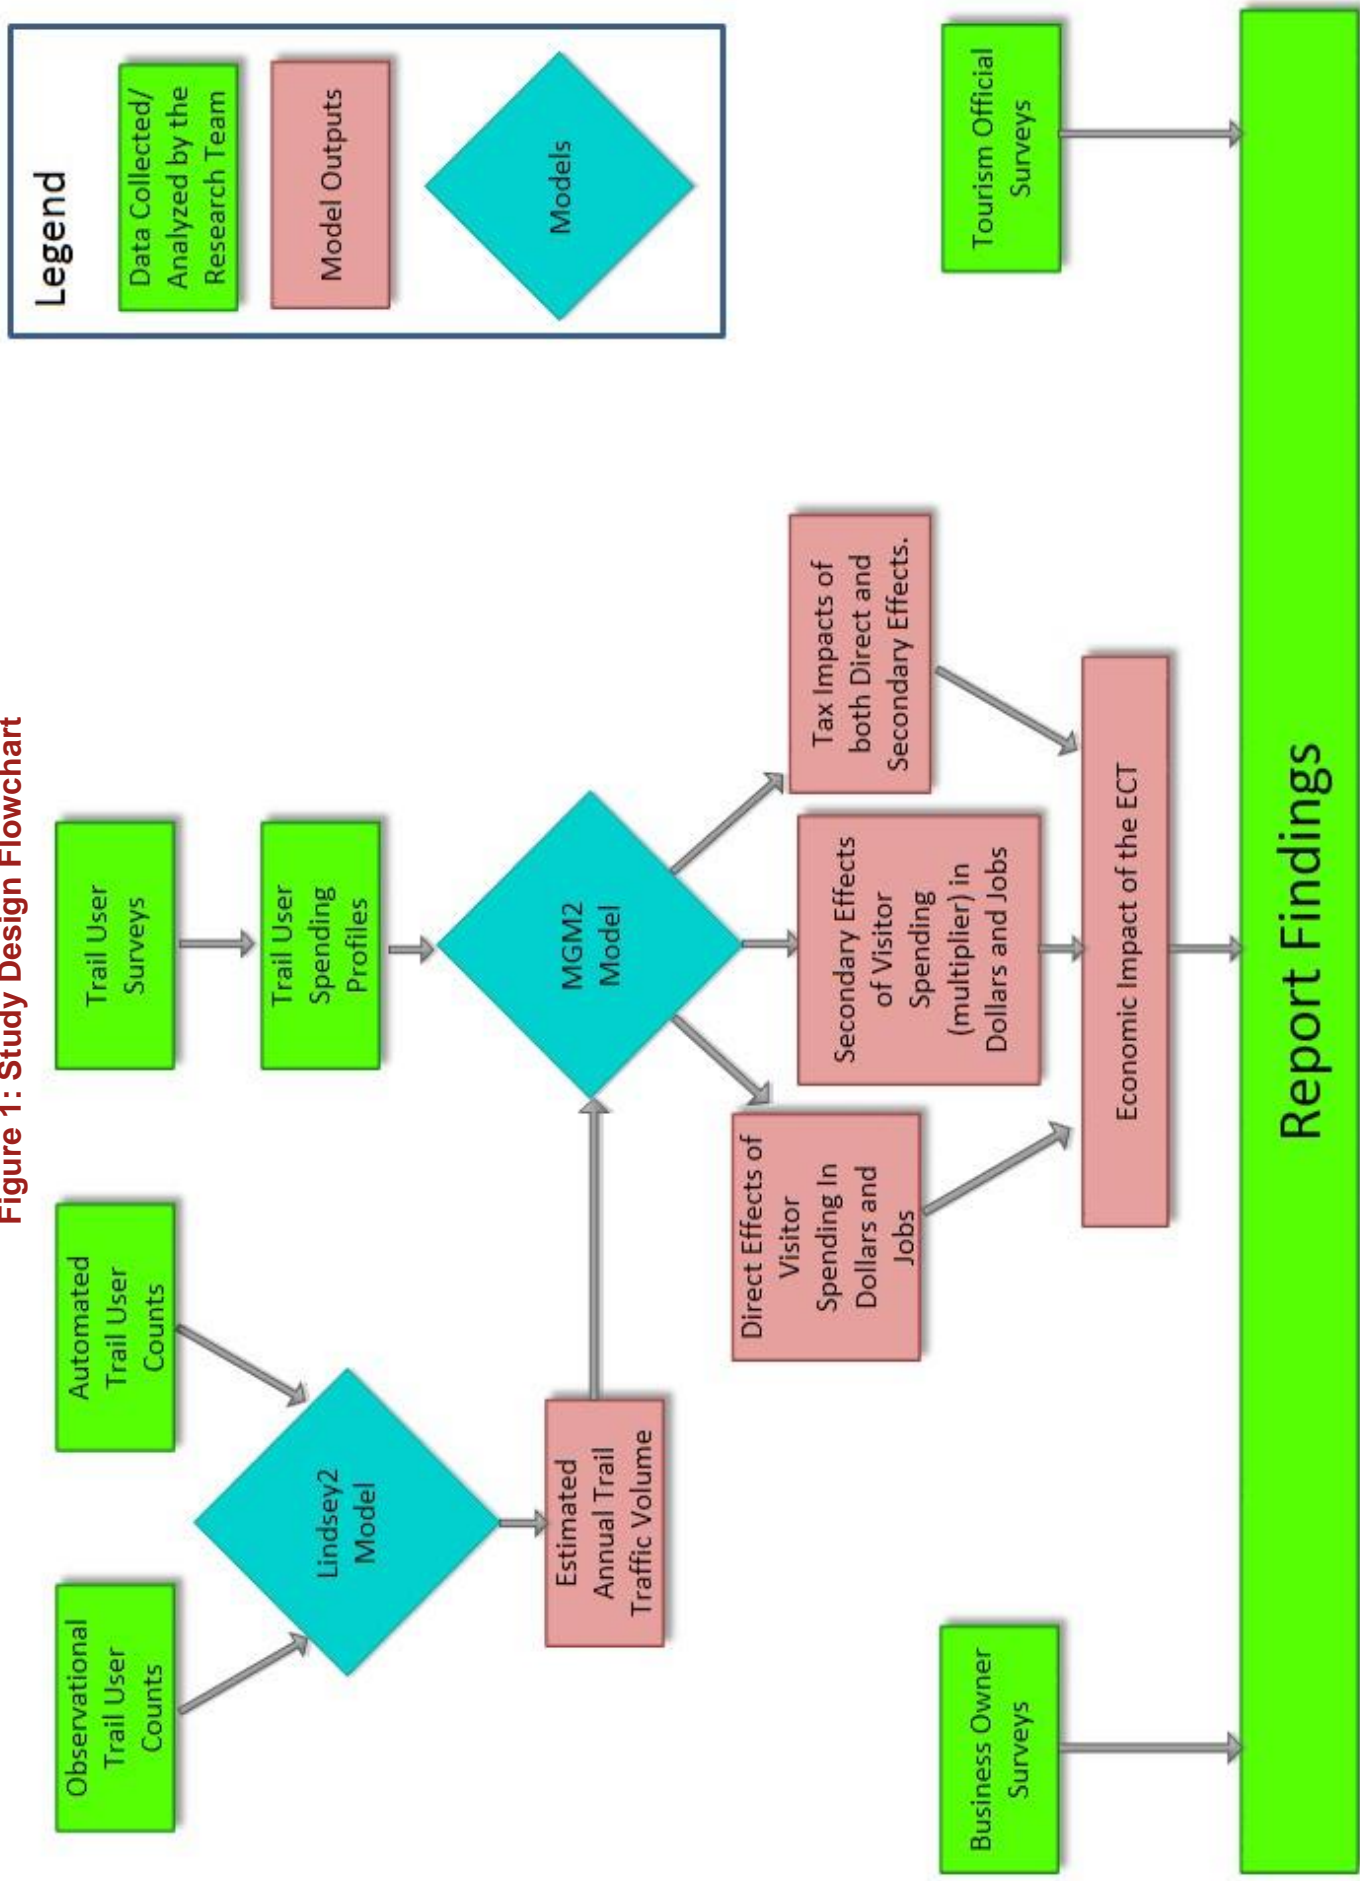 Figure 1: Study Design Flowchart
Observational
Trail User
Counts
Automated
Trail User
Counts
Trail User
Surveys
Legend
Data Collected/
Analyzed by the
Research Team
Model Outputs
Models
Lindsey2
Model
Trail User
Spending
Profiles
Estimated
Annual Trail
Traffic Volume
MGM2
Model
Direct Effects of
Visitor
Spending In
Dollars and
Jobs
Secondary Effects
of Visitor
Spending
(multiplier) in
Dollars and Jobs
Tax Impacts of
both Direct and
Secondary Effects.
Business Owner
Surveys
Economic Impact of the ECT
Tourism Official
Surveys
Report Findings